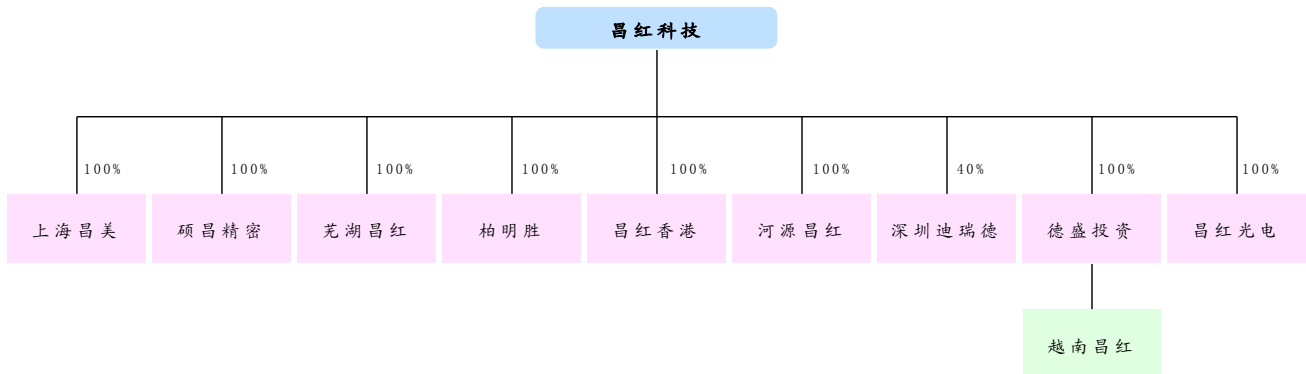 昌红科技
100% 100% 100% 100% 100% 100% 40% 100% 100%
上海昌美 硕昌精密 芜湖昌红 柏明胜 昌红香港 河源昌红 深圳迪瑞德 德盛投资 昌红光电
越南昌红